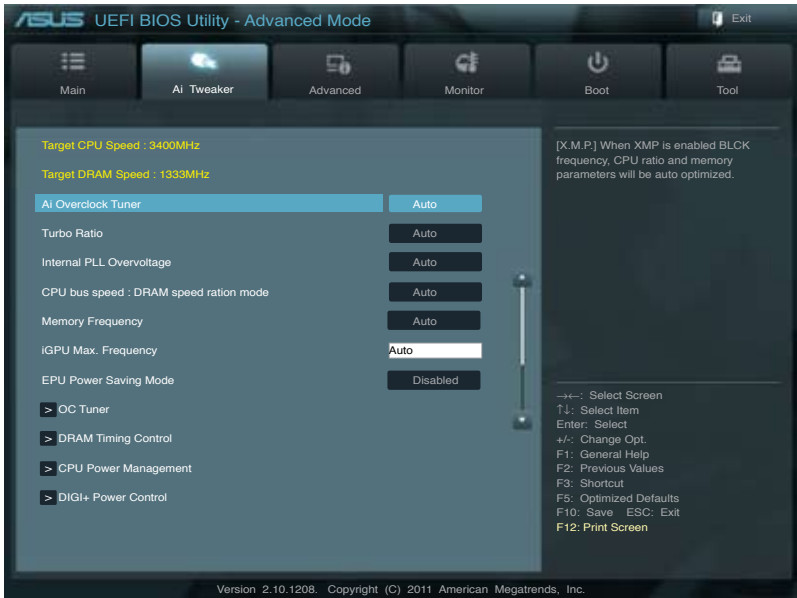 ASUS UEFI BIOS Utility - Advanced Mode
Exit
Main
Ai Tweaker
Advanced
Monitor
Boot
Tool
Target CPU Speed : 3400MHz
Target DRAM Speed : 1333MHz
Ai Overclock Tuner Auto
Turbo Ratio Auto
Internal PLL Overvoltage Auto
CPU bus speed : DRAM speed ration mode Auto
Memory Frequency Auto
iGPU Max. Frequency Auto
EPU Power Saving Mode Disabled
> OC Tuner
> DRAM Timing Control
> CPU Power Management
> DIGI+ Power Control
[X.M.P.] When XMP is enabled BLCK
frequency, CPU ratio and memory
parameters will be auto optimized.
→←: Select Screen
↑↓: Select Item
Enter: Select
+/-: Change Opt.
F1: General Help
F2: Previous Values
F3: Shortcut
F5: Optimized Defaults
F10: Save ESC: Exit
F12: Print Screen
Version 2.10.1208. Copyright (C) 2011 American Megatrends, Inc.